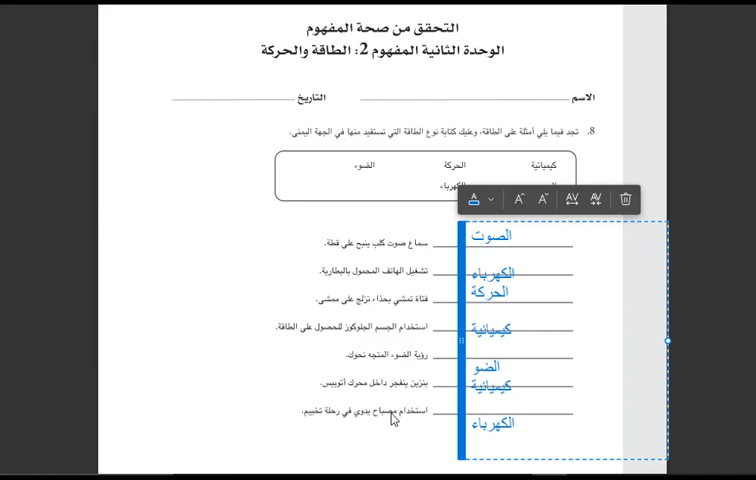 التحقق من صحة المفهوم
الوحدة الثانية المفهوم 2: الطاقة والحركة
الاسم
التاريخ
8. تجد فيما يلي أمثلة على الطاقة، وعليك كتابة نوع الطاقة التي نستفيد منها في الجهة اليمنى.
كيميائية الحركة الضوء
الكهرباء
الصوت سماع صوت كلب ينبح على قطة.
الكهرباء تشغيل الهاتف المحمول بالبطارية.
الحركة فتاة تمشي بحذاء تزلج على ممشى.
كيميائية استخدام الجسم الجلوكوز للحصول على الطاقة.
الضو ر�ية الضوء المتجه نحوك.
كيميائية بنزين ينفجر داخل محرك أتوبيس.
الكهرباء استخدام مصباح يدوي في رحلة تخييم.